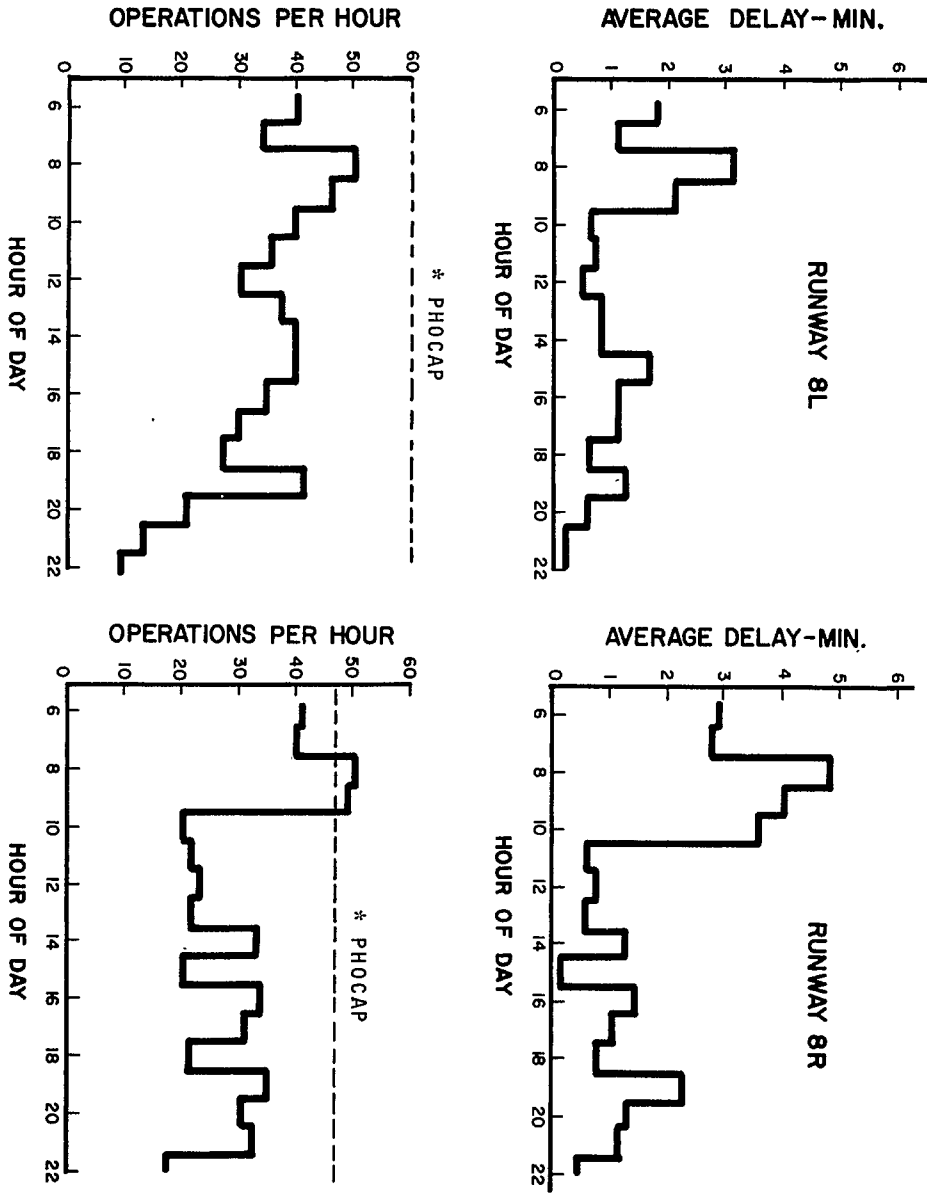 RUNWAY 8L
AVERAGE DELAY-MIN.
6
5
4
3
2
1
0
6 8 10 12 14 16 18 20 22
HOUR OF DAY
RUNWAY 8R
AVERAGE DELAY-MIN.
6
5
4
3
2
1
0
6 8 10 12 14 16 18 20 22
HOUR OF DAY
OPERATIONS PER HOUR
60
50
40
30
20
10
0
* PHOCAP
6 8 10 12 14 16 18 20 22
HOUR OF DAY
OPERATIONS PER HOUR
60
50
40
30
20
10
0
* PHOCAP
6 8 10 12 14 16 18 20 22
HOUR OF DAY